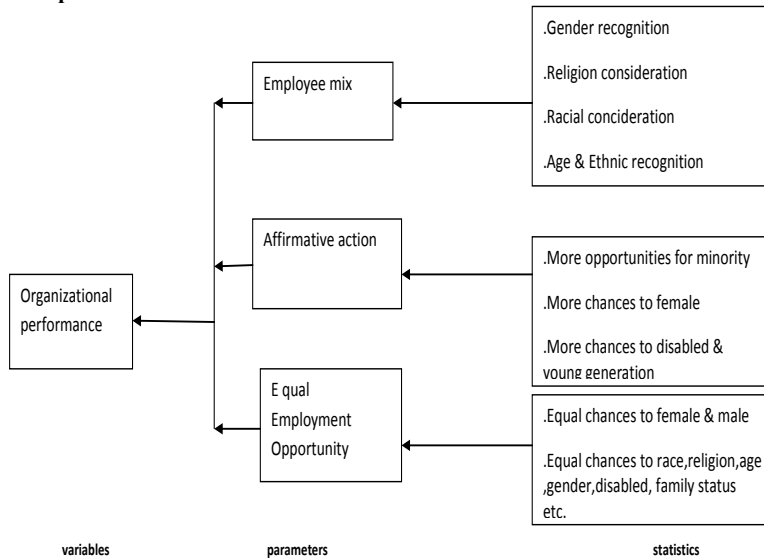 .Gender recognition
.Religion consideration
.Racial concideration
.Age & Ethnic recognition
Employee mix
Affirmative action
.More opportunities for minority
.More chances to female
.More chances to disabled &
young generation
Organizational
performance
E qual
Employment
Opportunity
.Equal chances to female & male
.Equal chances to race,religion,age
,gender,disabled, family status
etc.
variables parameters statistics